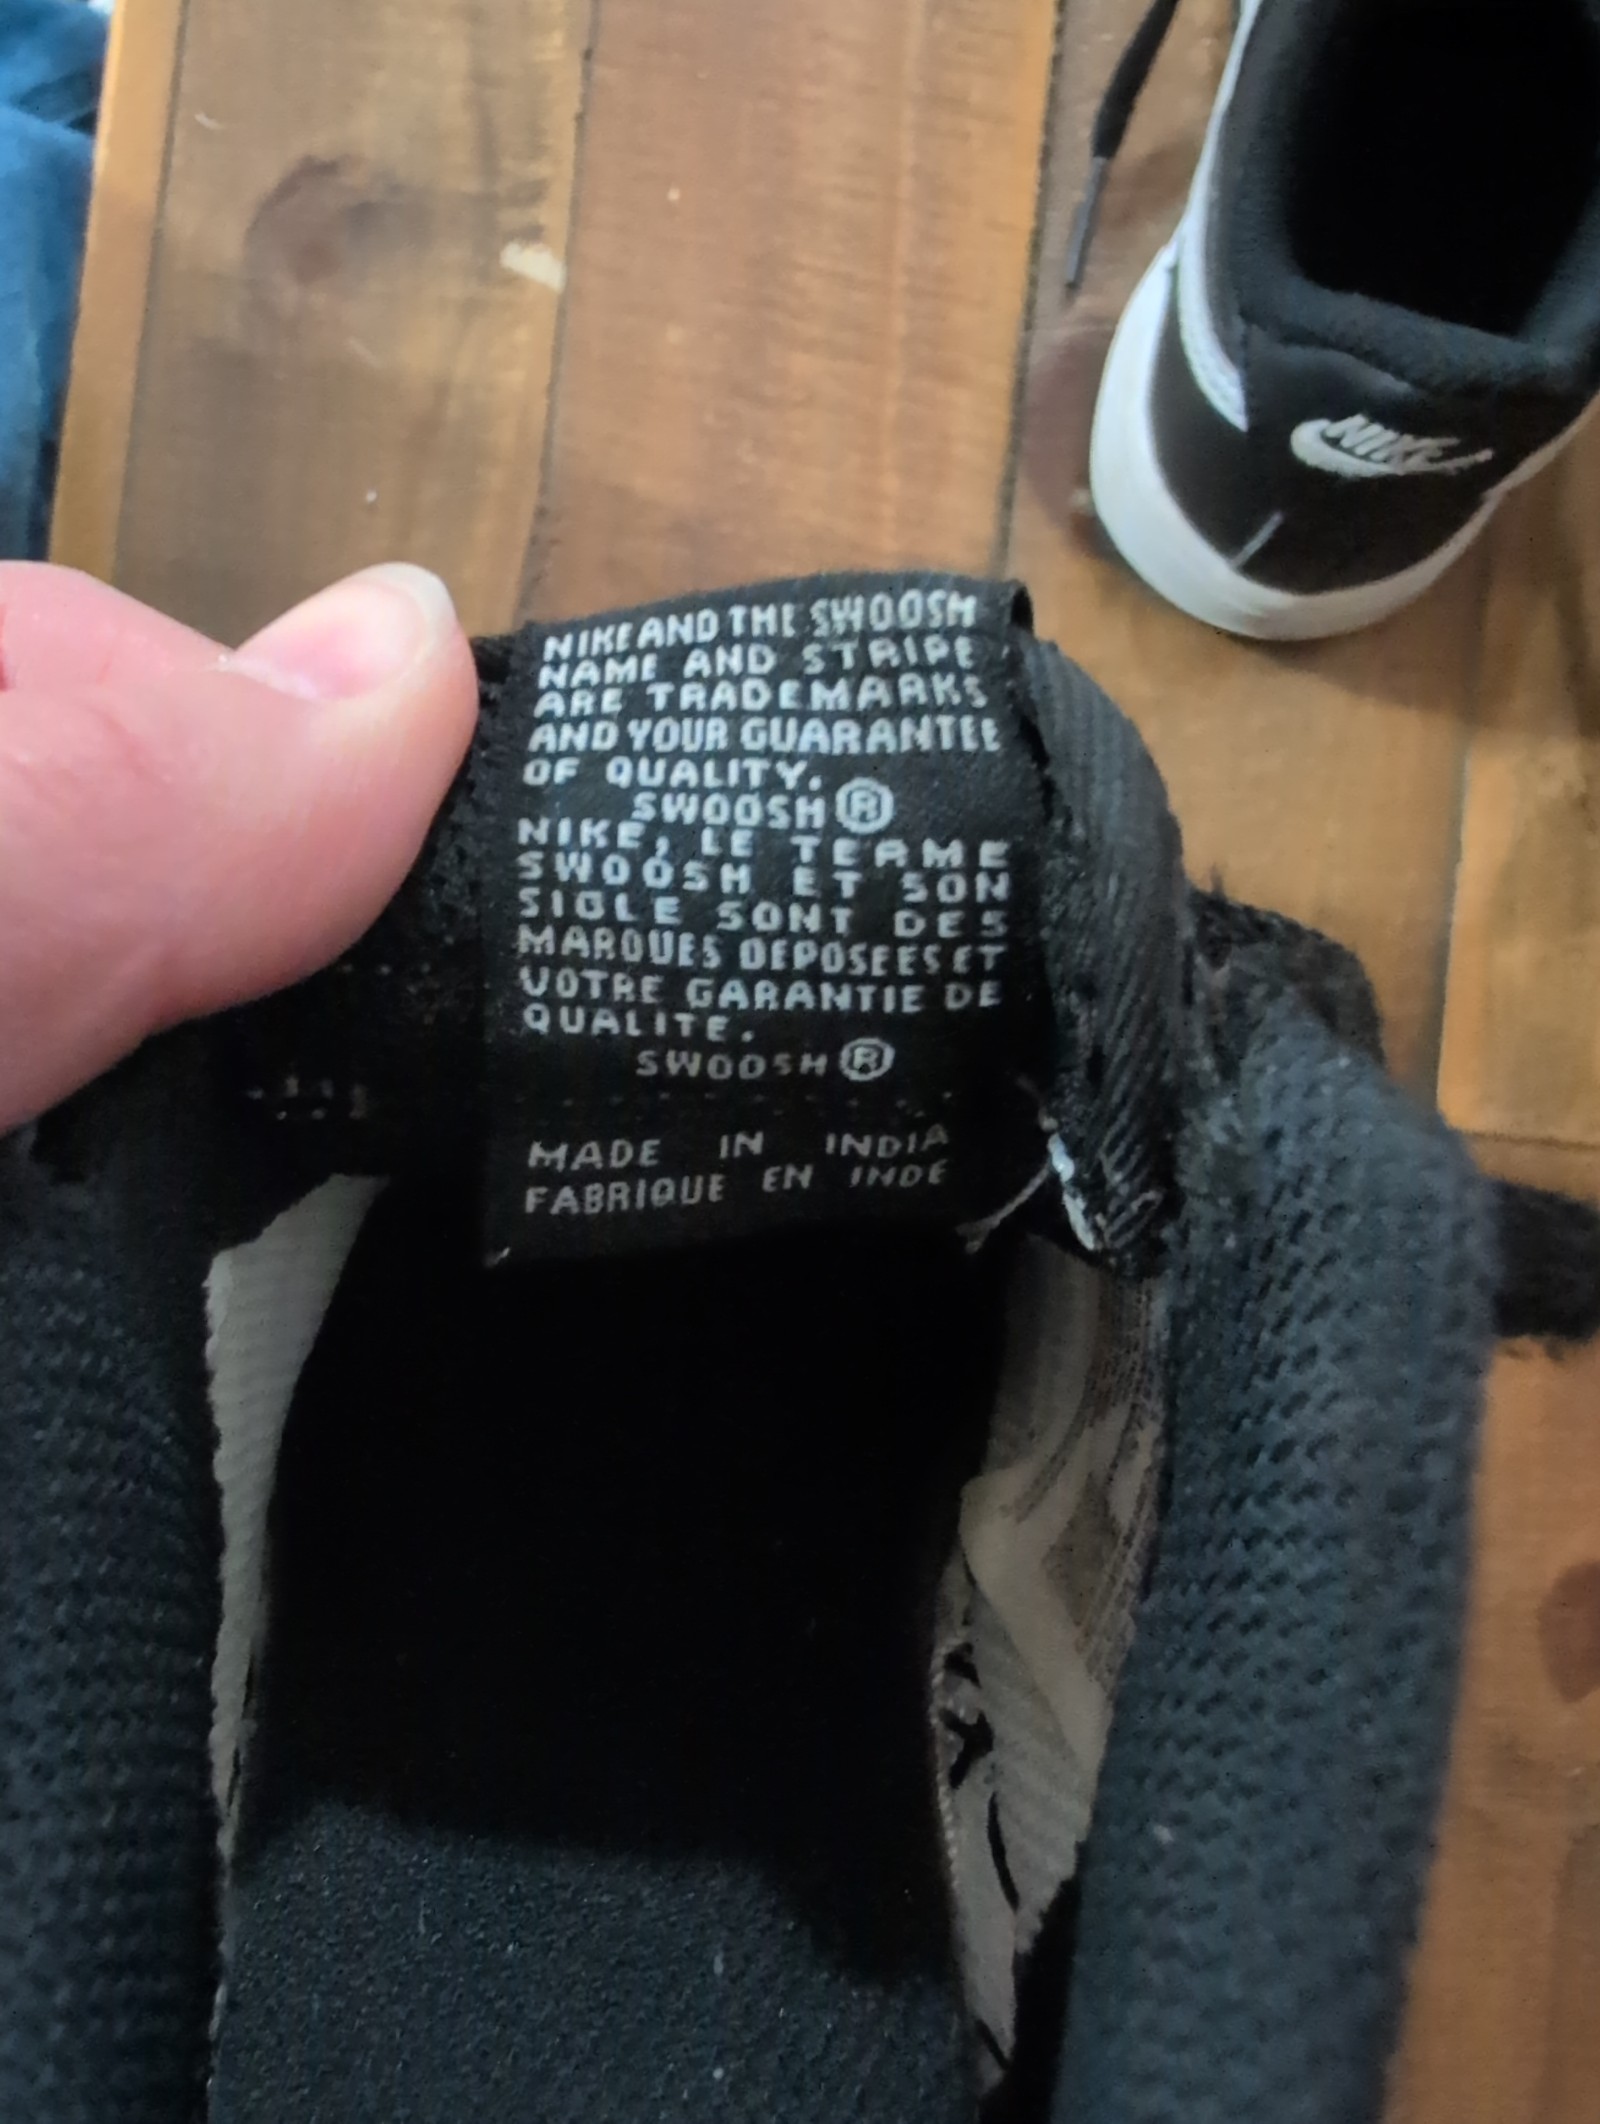 NIKE
NIKE AND THE SWOOSH
NAME AND STRIPE
ARE TRADEMARKS
AND YOUR GUARANTEE
OF QUALITY.
SWOOSH®
NIKE, LE TERME
SWOOSH ET SON
SIGLE SONT DES
MARQUES DEPOSEES ET
VOTRE GARANTIE DE
QUALITE.
SWOOSH®
MADE IN INDIA
FABRIQUE EN INDE